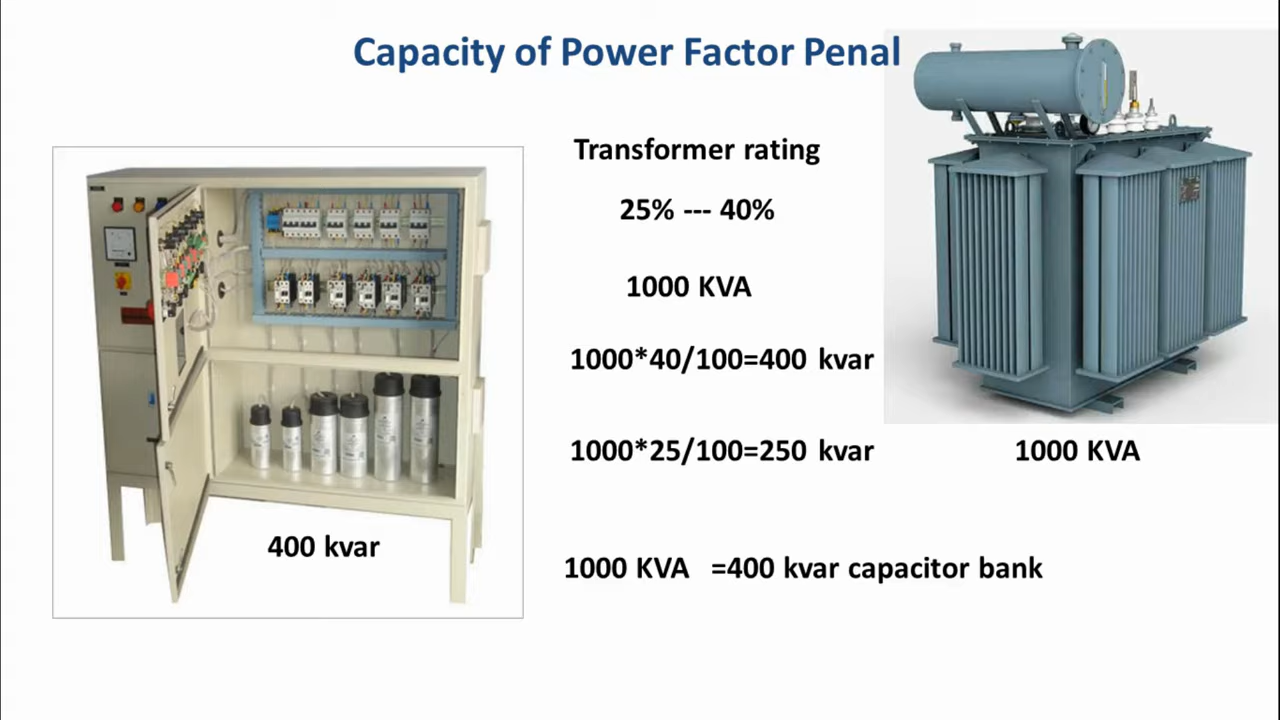 Capacity of Power Factor Penal
Transformer rating
25% --- 40%
1000 KVA
1000*40/100=400 kvar
1000*25/100=250 kvar
1000 KVA
400 kvar
1000 KVA =400 kvar capacitor bank